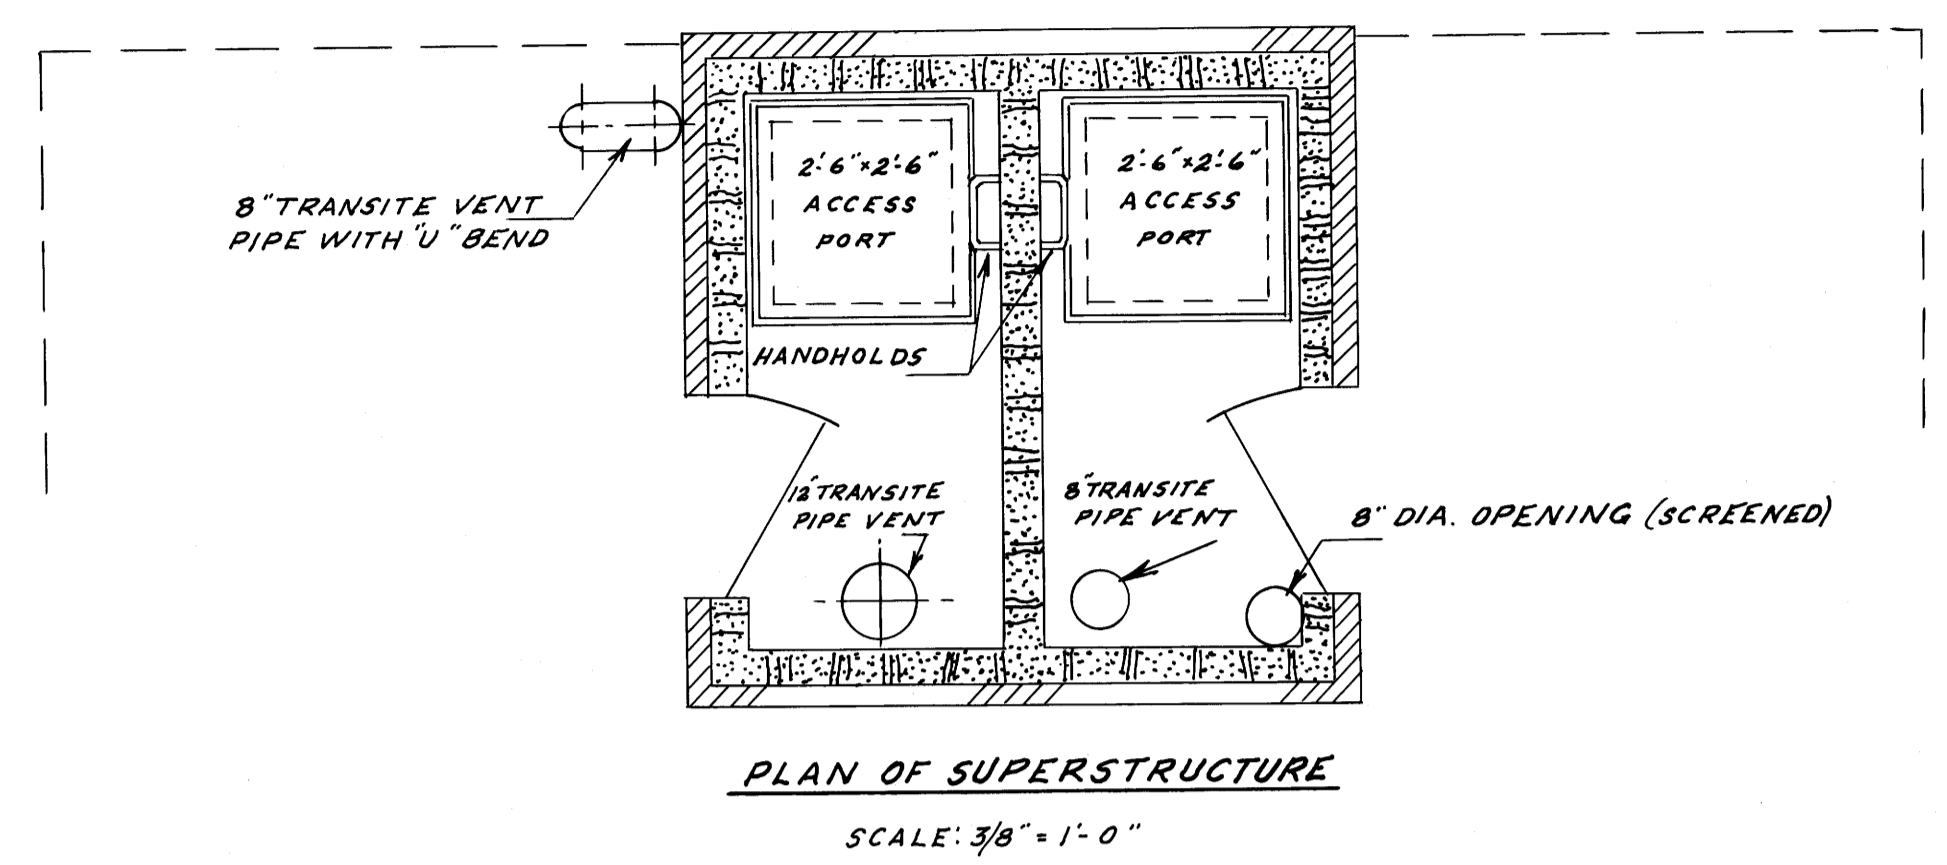 2'-6"x2'-6"
ACCESS
PORT
2'-6"x2'-6"
ACCESS
PORT
8" TRANSITE VENT
PIPE WITH "U" BEND
HANDHOLDS
12" TRANSITE
PIPE VENT
8" TRANSITE
PIPE VENT
8" DIA. OPENING (SCREENED)
PLAN OF SUPERSTRUCTURE
SCALE: 3/8" = 1'-0"